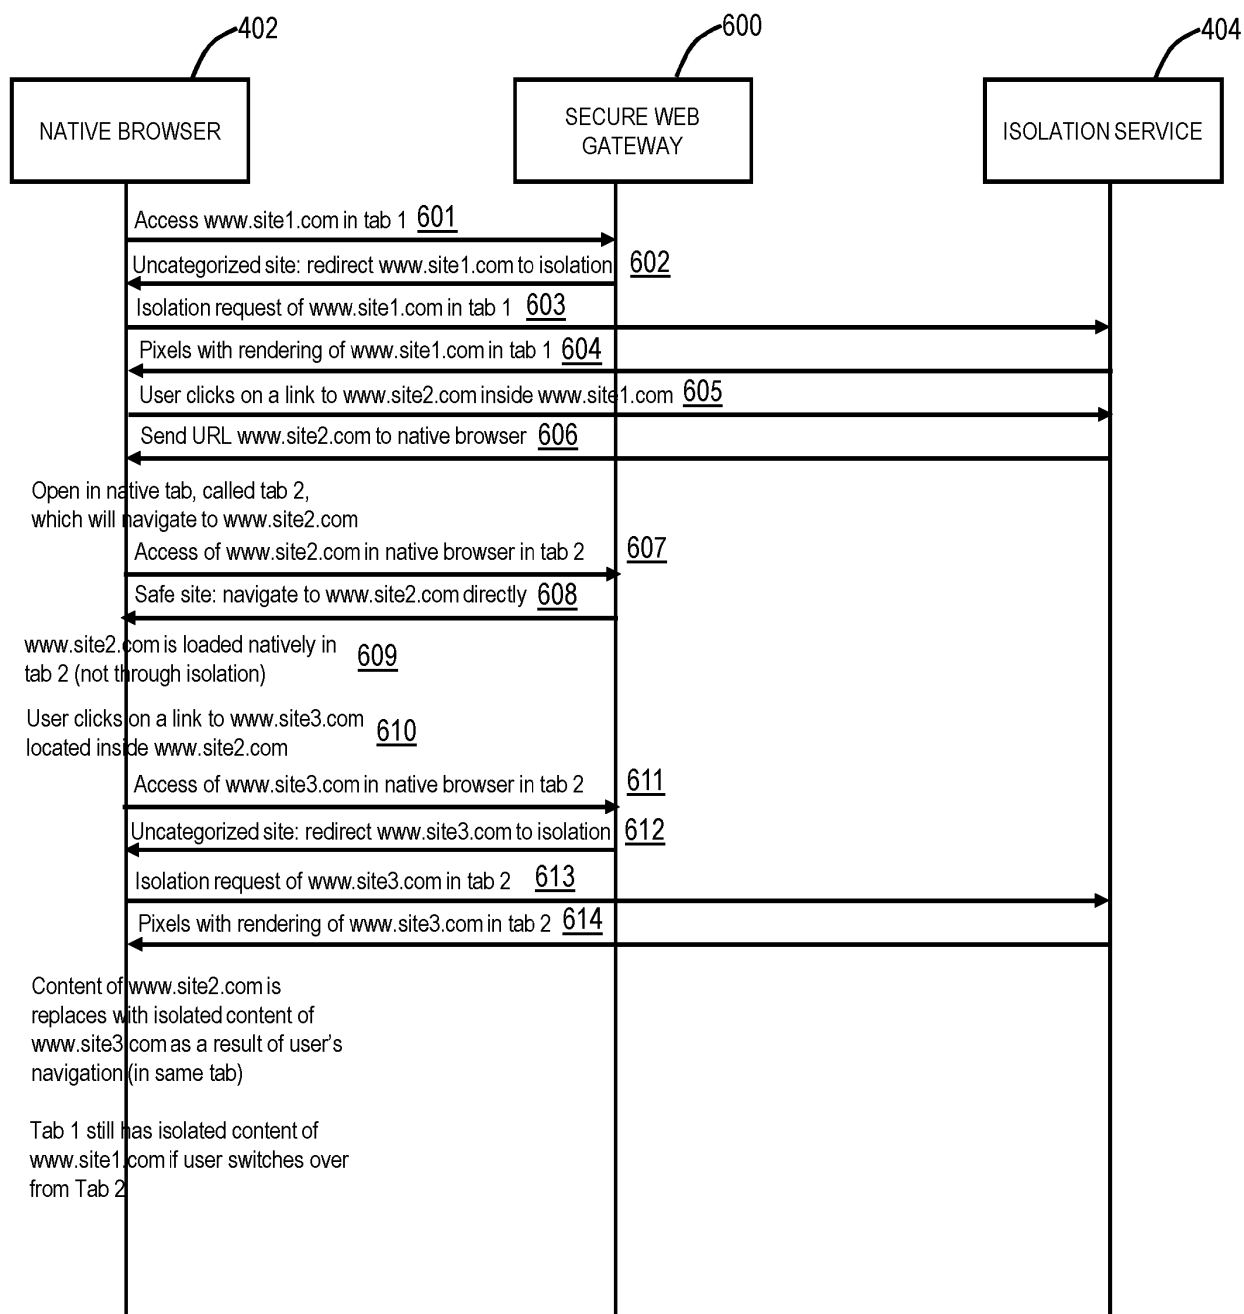 402
600
404
NATIVE BROWSER
SECURE WEB
GATEWAY
ISOLATION SERVICE
Access www.site1.com in tab 1 601
Uncategorized site: redirect www.site1.com to isolation 602
Isolation request of www.site1.com in tab 1 603
Pixels with rendering of www.site1.com in tab 1 604
User clicks on a link to www.site2.com inside www.site1.com 605
Send URL www.site2.com to native browser 606
Open in native tab, called tab 2,
which will navigate to www.site2.com
Access of www.site2.com in native browser in tab 2 607
Safe site: navigate to www.site2.com directly 608
www.site2.com is loaded natively in
tab 2 (not through isolation)
609
User clicks on a link to www.site3.com
located inside www.site2.com
610
Access of www.site3.com in native browser in tab 2 611
Uncategorized site: redirect www.site3.com to isolation 612
Isolation request of www.site3.com in tab 2 613
Pixels with rendering of www.site3.com in tab 2 614
Content of www.site2.com is
replaces with isolated content of
www.site3.com as a result of user's
navigation (in same tab)
Tab 1 still has isolated content of
www.site1.com if user switches over
from Tab 2